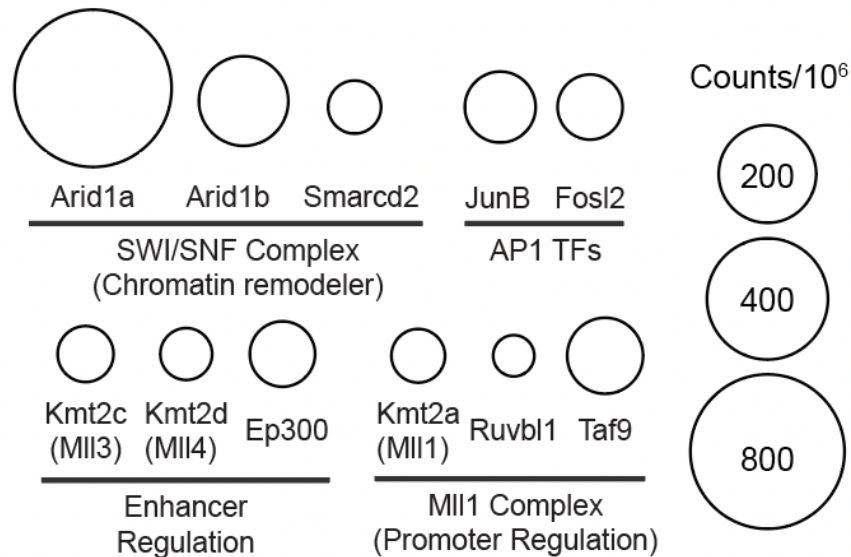 Counts/10⁶
Arid1a Arid1b Smarcd2
SWI/SNF Complex
(Chromatin remodeler)
JunB Fosl2
AP1 TFs
Kmt2c Kmt2d Ep300
(Mll3) (Mll4)
Enhancer
Regulation
Kmt2a Ruvbl1 Taf9
(Mll1)
Mll1 Complex
(Promoter Regulation)
200
400
800